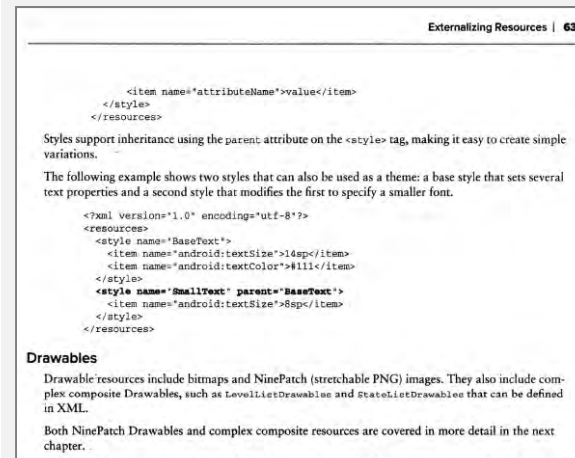 Externalizing Resources | 63
<item name="attributeName">value</item>
</style>
</resources>
Styles support inheritance using the parent attribute on the <style> tag, making it easy to create simple
variations.
The following example shows two styles that can also be used as a theme: a base style that sets several
text properties and a second style that modifies the first to specify a smaller font.
<?xml version="1.0" encoding="utf-8"?>
<resources>
<style name="BaseText">
<item name="android:textSize">14sp</item>
<item name="android:textColor">#111</item>
</style>
<style name="SmallText" parent="BaseText">
<item name="android:textSize">8sp</item>
</style>
</resources>
Drawables
Drawable resources include bitmaps and NinePatch (stretchable PNG) images. They also include com-
plex composite Drawables, such as LevelListDrawables and StateListDrawables that can be defined
in XML.
Both NinePatch Drawables and complex composite resources are covered in more detail in the next
chapter.